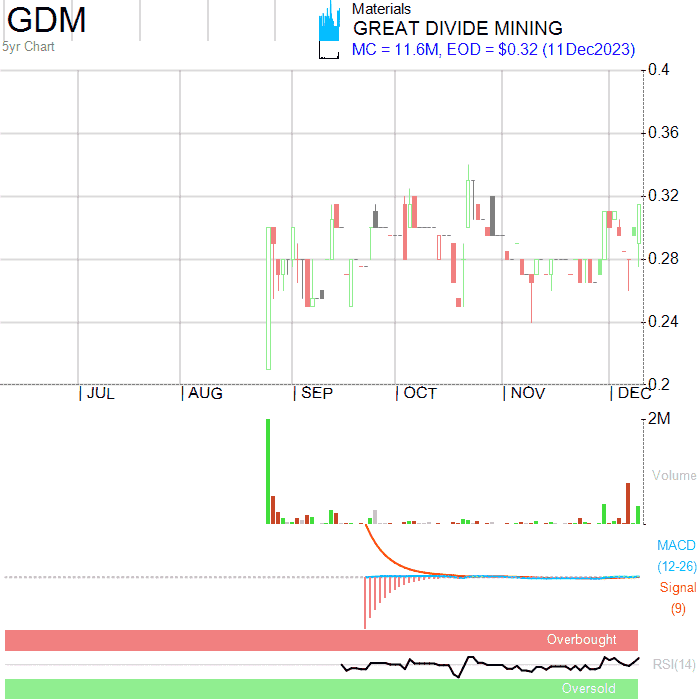 GDM
5yr Chart
Materials
GREAT DIVIDE MINING
MC = 11.6M, EOD = $0.32 (11Dec2023)
0.4
0.36
0.32
0.28
0.24
0.2
| JUL | AUG | SEP | OCT | NOV | DEC
2M
Volume
MACD
(12-26)
Signal
(9)
Overbought
RSI(14)
Oversold